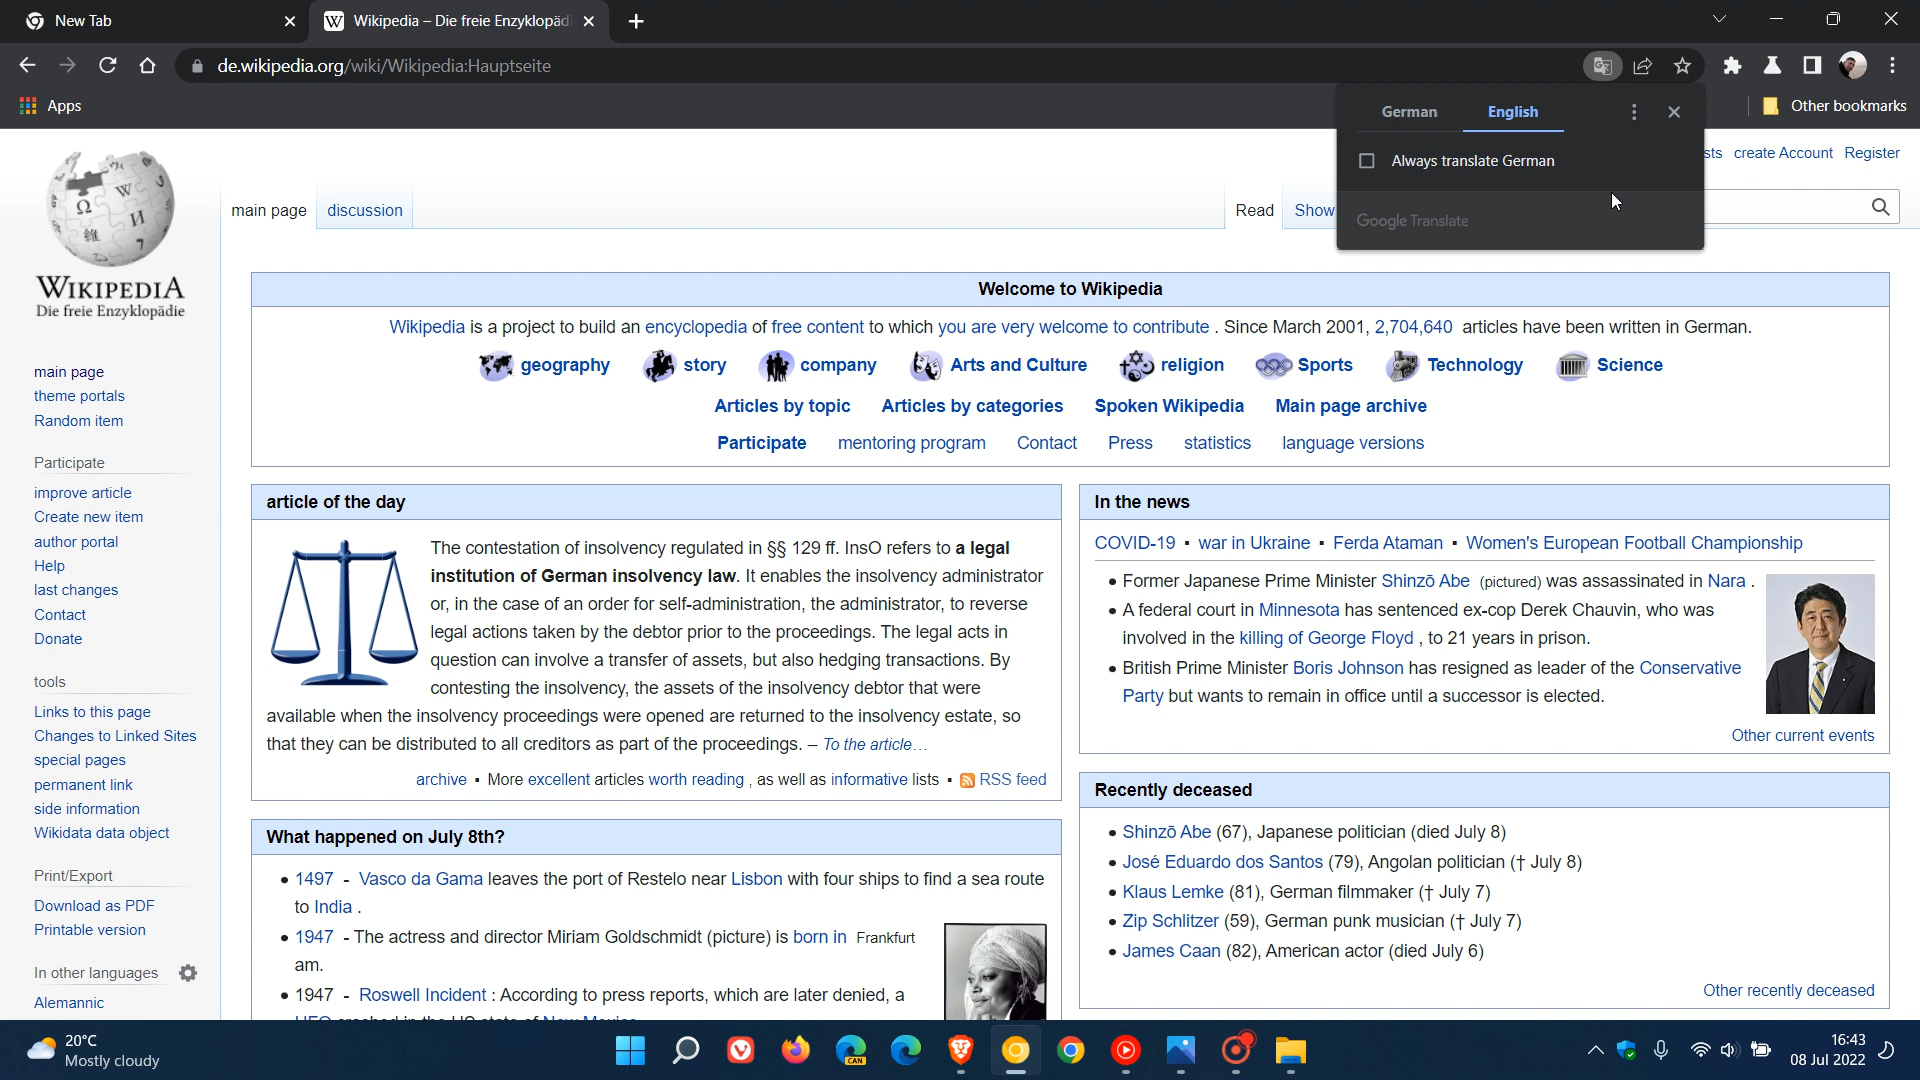 New Tab
Wikipedia – Die freie Enzyklopäd
de.wikipedia.org/wiki/Wikipedia:Hauptseite
Apps
Other bookmarks
German English
Always translate German
Google Translate
create Account Register
WIKIPEDIA
Die freie Enzyklopädie
main page discussion Read Show
main page
theme portals
Random item
Participate
improve article
Create new item
author portal
Help
last changes
Contact
Donate
tools
Links to this page
Changes to Linked Sites
special pages
permanent link
side information
Wikidata data object
Print/Export
Download as PDF
Printable version
In other languages
Alemannic
Welcome to Wikipedia
Wikipedia is a project to build an encyclopedia of free content to which you are very welcome to contribute . Since March 2001, 2,704,640 articles have been written in German.
geography story company Arts and Culture religion Sports Technology Science
Articles by topic Articles by categories Spoken Wikipedia Main page archive
Participate mentoring program Contact Press statistics language versions
article of the day
The contestation of insolvency regulated in §§ 129 ff. InsO refers to a legal
institution of German insolvency law. It enables the insolvency administrator
or, in the case of an order for self-administration, the administrator, to reverse
legal actions taken by the debtor prior to the proceedings. The legal acts in
question can involve a transfer of assets, but also hedging transactions. By
contesting the insolvency, the assets of the insolvency debtor that were
available when the insolvency proceedings were opened are returned to the insolvency estate, so
that they can be distributed to all creditors as part of the proceedings. – To the article…
archive ▪ More excellent articles worth reading , as well as informative lists ▪ RSS feed
What happened on July 8th?
• 1497 - Vasco da Gama leaves the port of Restelo near Lisbon with four ships to find a sea route
to India .
• 1947 - The actress and director Miriam Goldschmidt (picture) is born in Frankfurt
am.
• 1947 - Roswell Incident : According to press reports, which are later denied, a
In the news
COVID-19 ▪ war in Ukraine ▪ Ferda Ataman ▪ Women's European Football Championship
• Former Japanese Prime Minister Shinzō Abe (pictured) was assassinated in Nara .
• A federal court in Minnesota has sentenced ex-cop Derek Chauvin, who was
involved in the killing of George Floyd , to 21 years in prison.
• British Prime Minister Boris Johnson has resigned as leader of the Conservative
Party but wants to remain in office until a successor is elected.
Other current events
Recently deceased
• Shinzō Abe (67), Japanese politician (died July 8)
• José Eduardo dos Santos (79), Angolan politician († July 8)
• Klaus Lemke (81), German filmmaker († July 7)
• Zip Schlitzer (59), German punk musician († July 7)
• James Caan (82), American actor (died July 6)
Other recently deceased
20°C
Mostly cloudy
CAN
16:43
08 Jul 2022